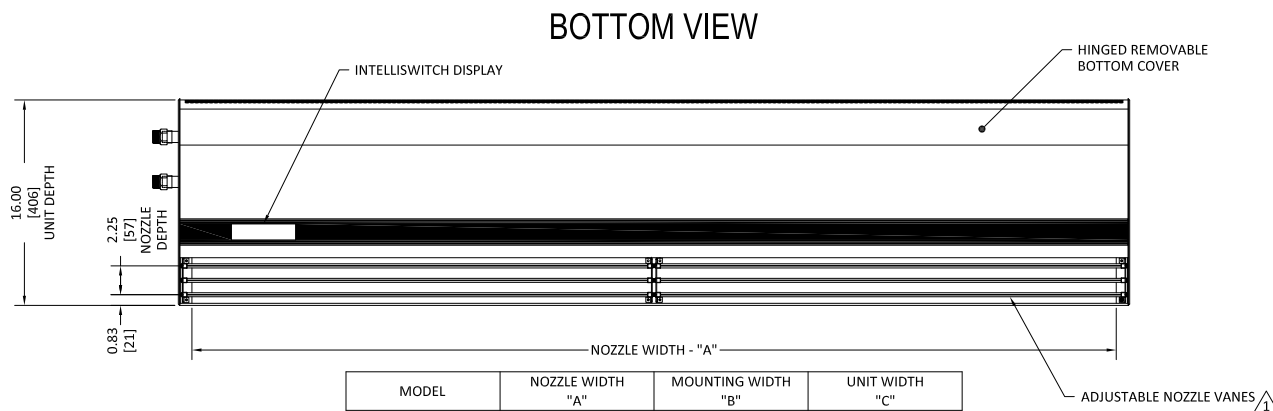 BOTTOM VIEW
INTELLISWITCH DISPLAY
HINGED REMOVABLE
BOTTOM COVER
16.00
[406]
UNIT DEPTH
2.25
[57]
NOZZLE
DEPTH
0.83
[21]
NOZZLE WIDTH - "A"
ADJUSTABLE NOZZLE VANES
1
MODEL
NOZZLE WIDTH
"A"
MOUNTING WIDTH
"B"
UNIT WIDTH
"C"